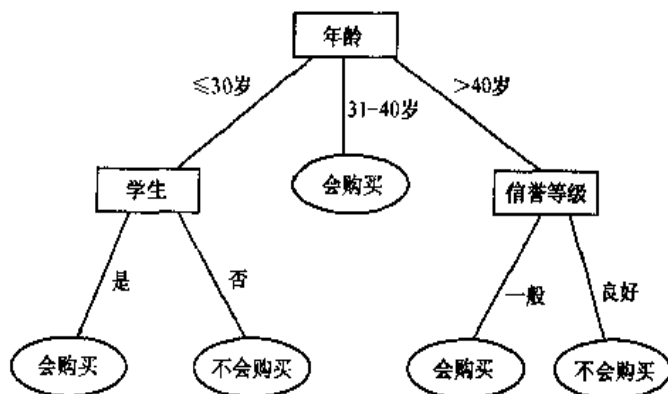 年龄
≤30岁
31-40岁
>40岁
学生
会购买
信誉等级
是
否
一般
良好
会购买
不会购买
会购买
不会购买